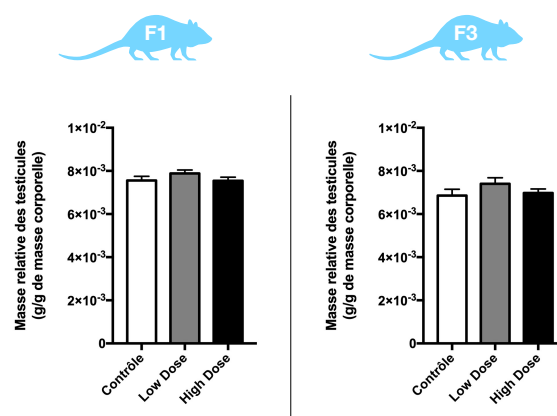 F1
F3
Masse relative des testicules
(g/g de masse corporelle)
1×10⁻²
8×10⁻³
6×10⁻³
4×10⁻³
2×10⁻³
0
Contrôle
Low Dose
High Dose
Masse relative des testicules
(g/g de masse corporelle)
1×10⁻²
8×10⁻³
6×10⁻³
4×10⁻³
2×10⁻³
0
Contrôle
Low Dose
High Dose